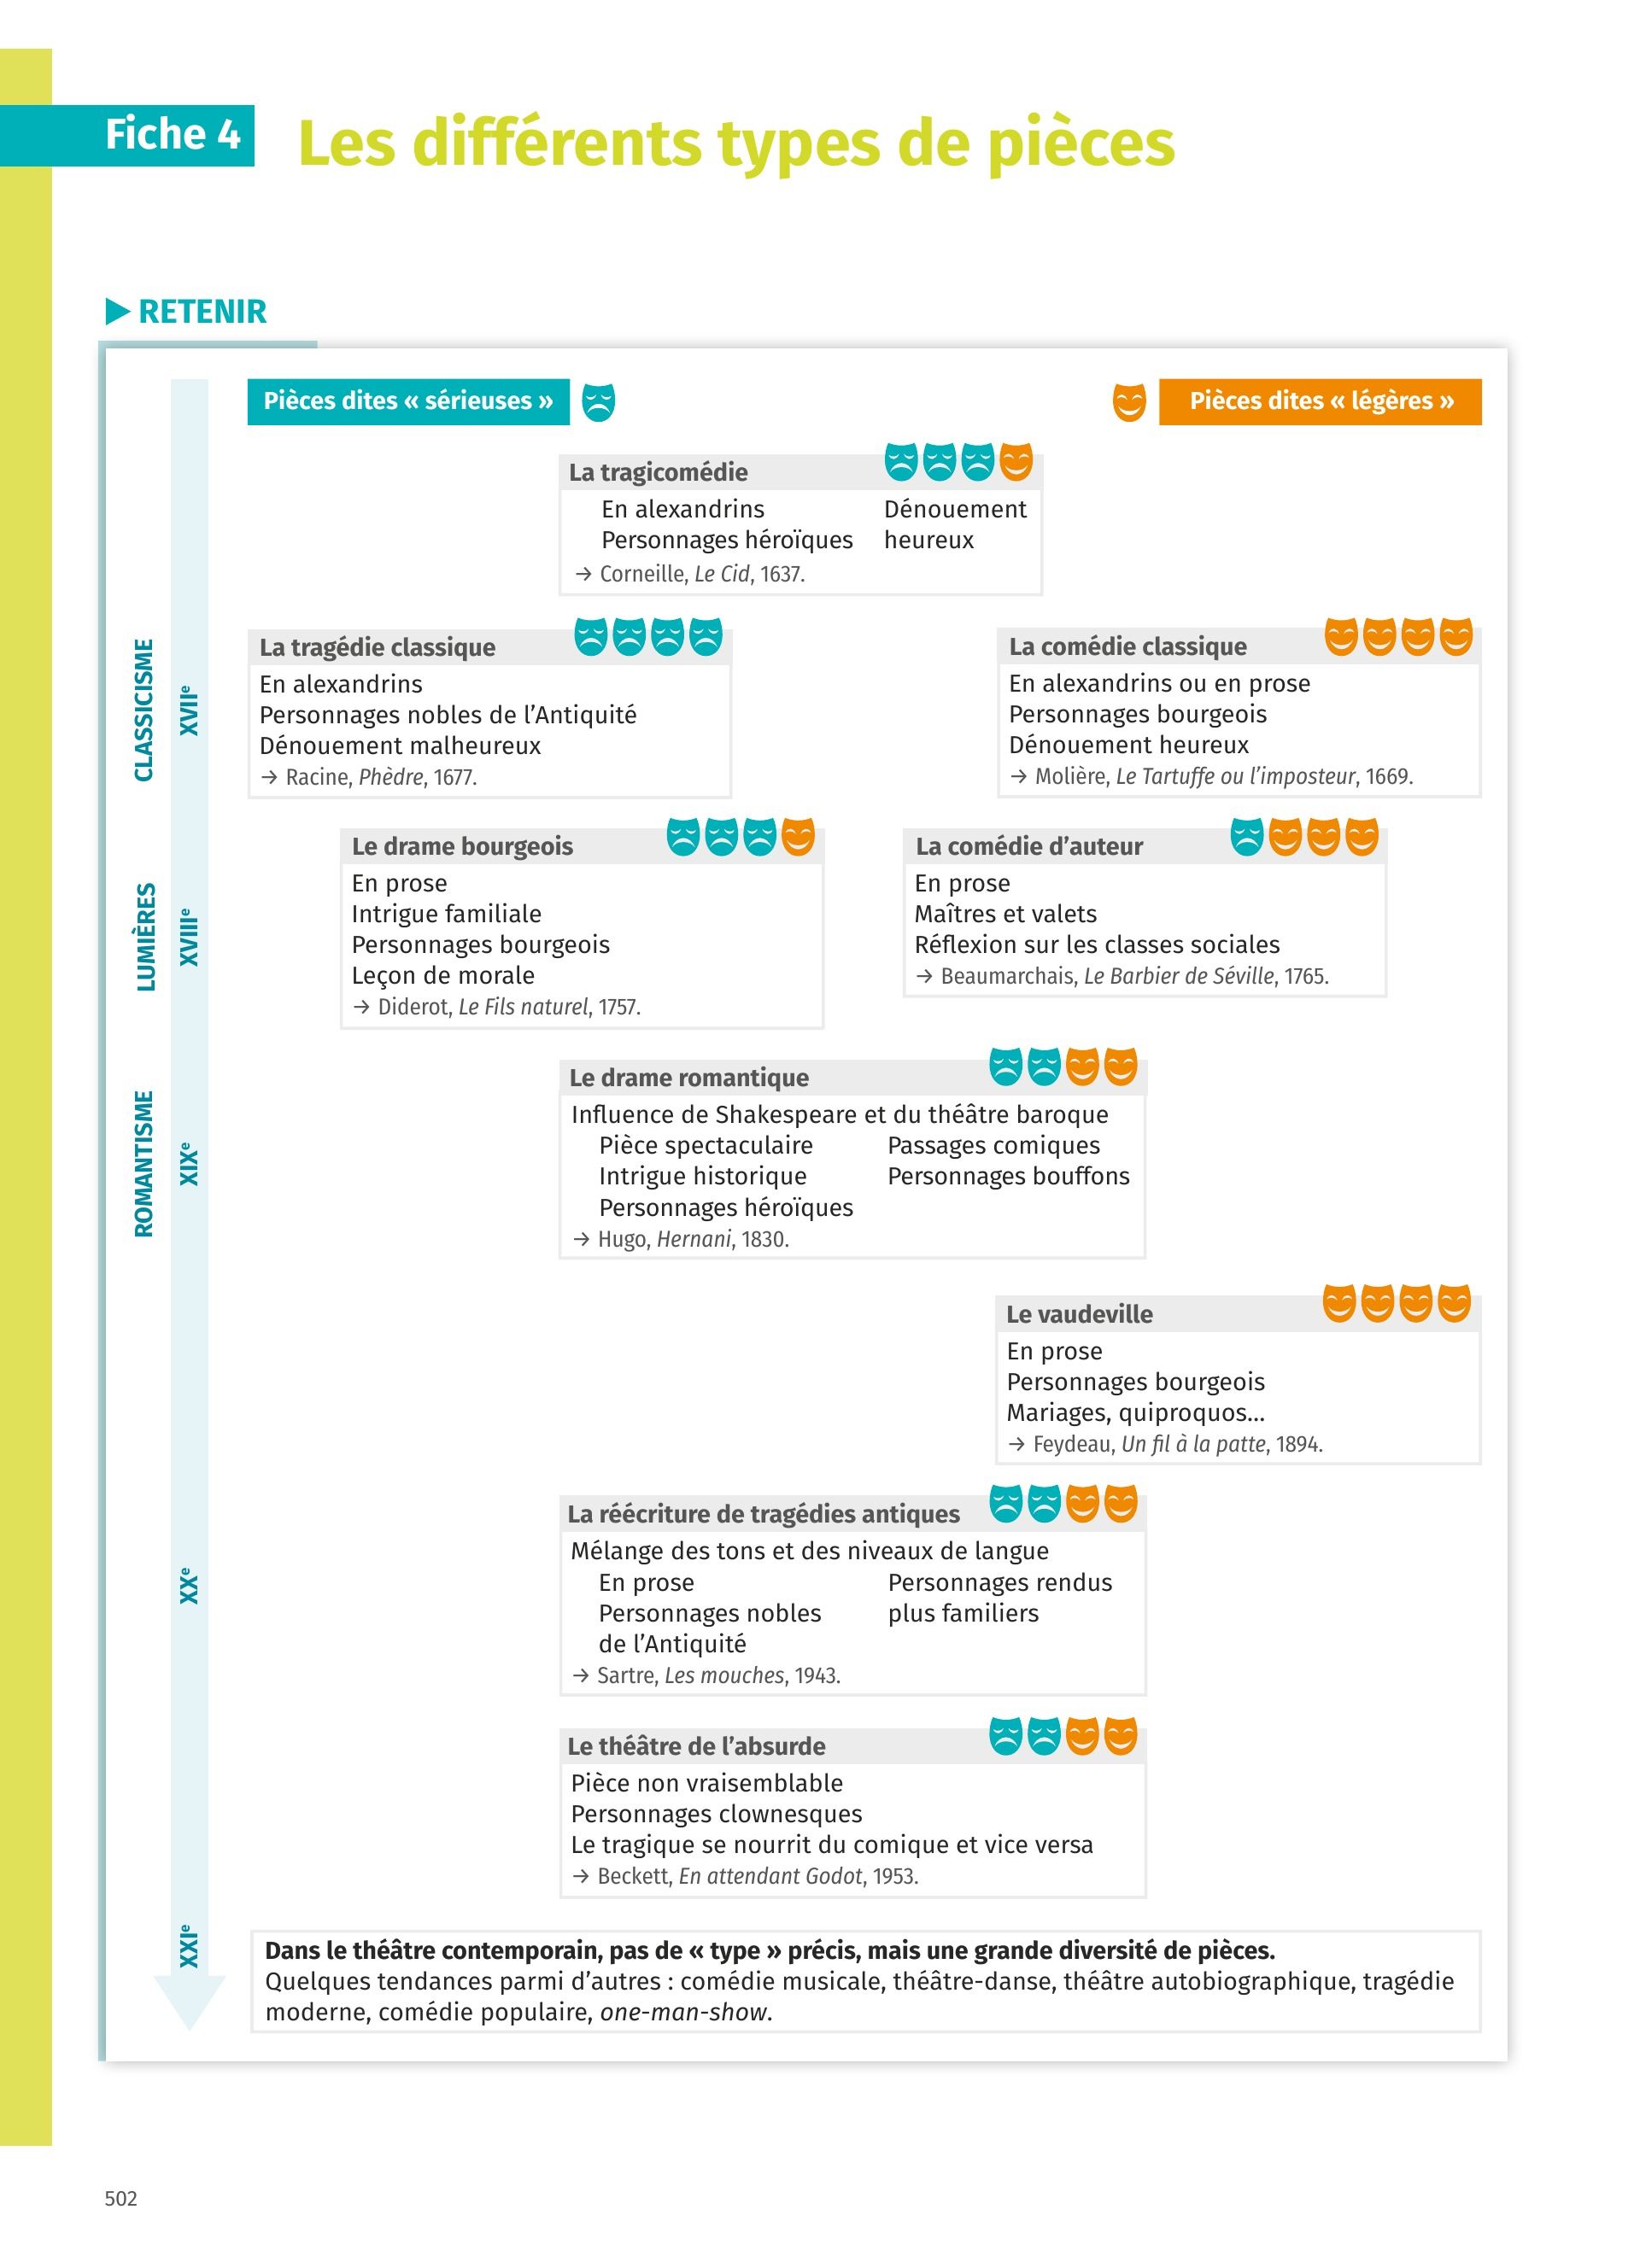 Fiche 4
Les différents types de pièces
RETENIR
Pièces dites « sérieuses »
Pièces dites « légères »
La tragicomédie
En alexandrins
Personnages héroïques
Dénouement
heureux
→ Corneille, Le Cid, 1637.
CLASSICISME
XVIIe
La tragédie classique
En alexandrins
Personnages nobles de l’Antiquité
Dénouement malheureux
→ Racine, Phèdre, 1677.
La comédie classique
En alexandrins ou en prose
Personnages bourgeois
Dénouement heureux
→ Molière, Le Tartuffe ou l’imposteur, 1669.
LUMIÈRES
XVIIIe
Le drame bourgeois
En prose
Intrigue familiale
Personnages bourgeois
Leçon de morale
→ Diderot, Le Fils naturel, 1757.
La comédie d’auteur
En prose
Maîtres et valets
Réflexion sur les classes sociales
→ Beaumarchais, Le Barbier de Séville, 1765.
ROMANTISME
XIXe
Le drame romantique
Influence de Shakespeare et du théâtre baroque
Pièce spectaculaire
Intrigue historique
Personnages héroïques
Passages comiques
Personnages bouffons
→ Hugo, Hernani, 1830.
Le vaudeville
En prose
Personnages bourgeois
Mariages, quiproquos...
→ Feydeau, Un fil à la patte, 1894.
XXe
La réécriture de tragédies antiques
Mélange des tons et des niveaux de langue
En prose
Personnages nobles
de l’Antiquité
Personnages rendus
plus familiers
→ Sartre, Les mouches, 1943.
Le théâtre de l’absurde
Pièce non vraisemblable
Personnages clownesques
Le tragique se nourrit du comique et vice versa
→ Beckett, En attendant Godot, 1953.
XXIe
Dans le théâtre contemporain, pas de « type » précis, mais une grande diversité de pièces.
Quelques tendances parmi d’autres : comédie musicale, théâtre-danse, théâtre autobiographique, tragédie
moderne, comédie populaire, one-man-show.
502